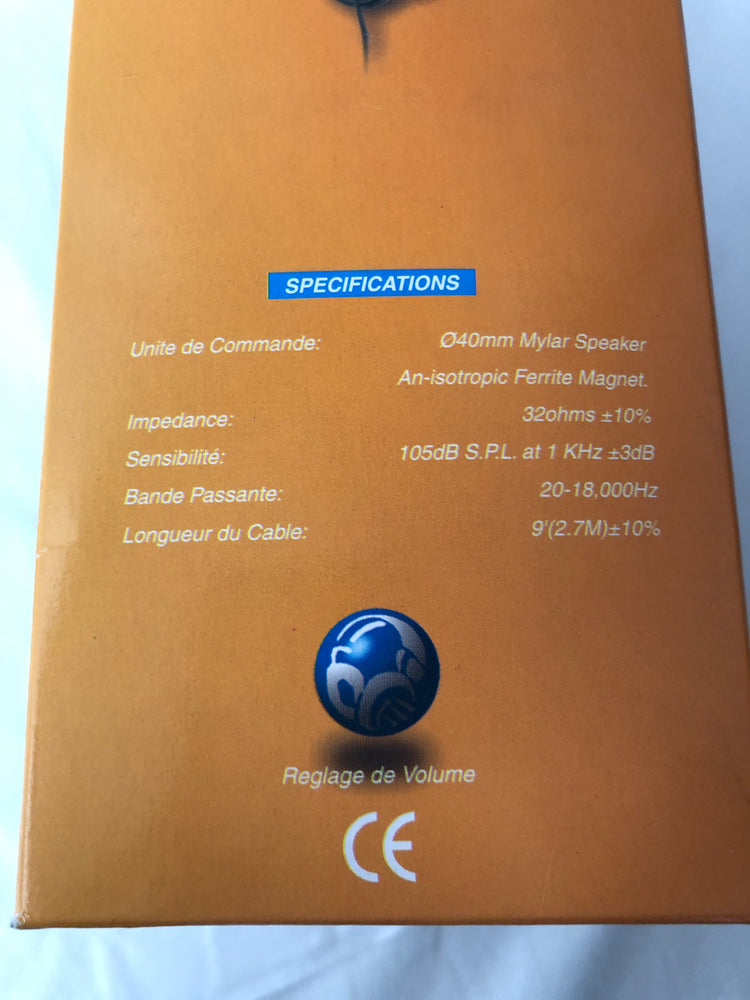 SPECIFICATIONS
Unite de Commande: Ø40mm Mylar Speaker
An-isotropic Ferrite Magnet.
Impedance: 32ohms ±10%
Sensibilité: 105dB S.P.L. at 1 KHz ±3dB
Bande Passante: 20-18,000Hz
Longueur du Cable: 9'(2.7M)±10%
Reglage de Volume
CE